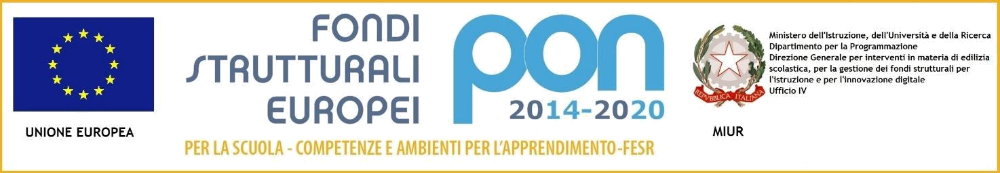 UNIONE EUROPEA
FONDI
STRUTTURALI
EUROPEI
pon
2014-2020
PER LA SCUOLA - COMPETENZE E AMBIENTI PER L'APPRENDIMENTO-FESR
REPVBBLICA ITALIANA
MIUR
Ministero dell'Istruzione, dell'Università e della Ricerca
Dipartimento per la Programmazione
Direzione Generale per interventi in materia di edilizia
scolastica, per la gestione dei fondi strutturali per
l'istruzione e per l'innovazione digitale
Ufficio IV